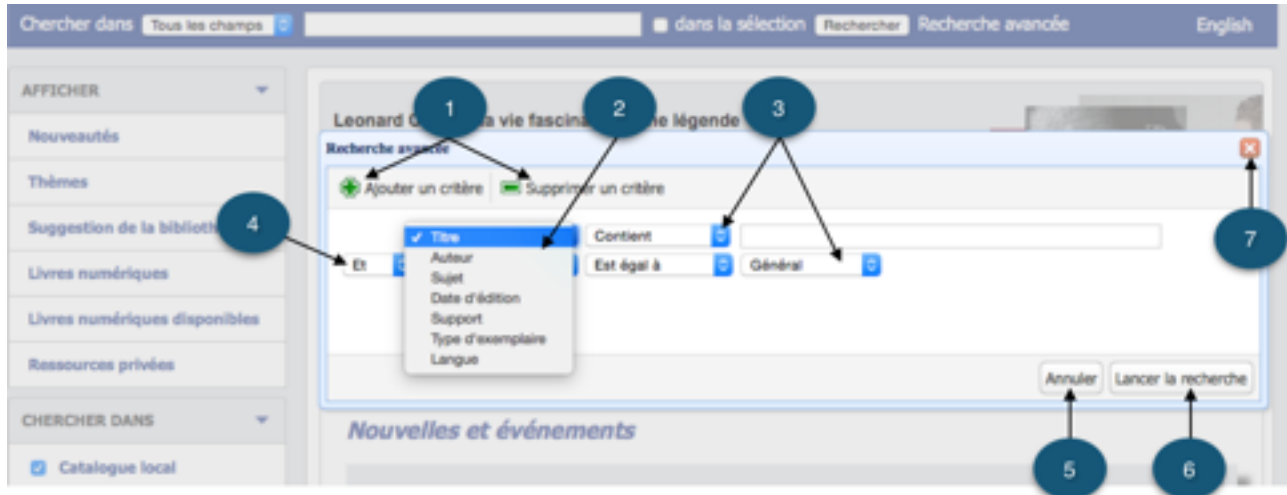 Chercher dans Tous les champs dans la sélection Rechercher Recherche avancée English
AFFICHER
Nouveautés
Thèmes
Suggestion de la biblioth
Livres numériques
Livres numériques disponibles
Ressources privées
CHERCHER DANS
Catalogue local
1 2 3
Leonard a vie fascina e légende
Recherche avancée
Ajouter un critère Supprimer un critère
4
Titre Contient
7
Et Est égal à Général
Auteur
Sujet
Date d'édition
Support
Type d'exemplaire
Langue
Annuler Lancer la recherche
Nouvelles et événements
5 6